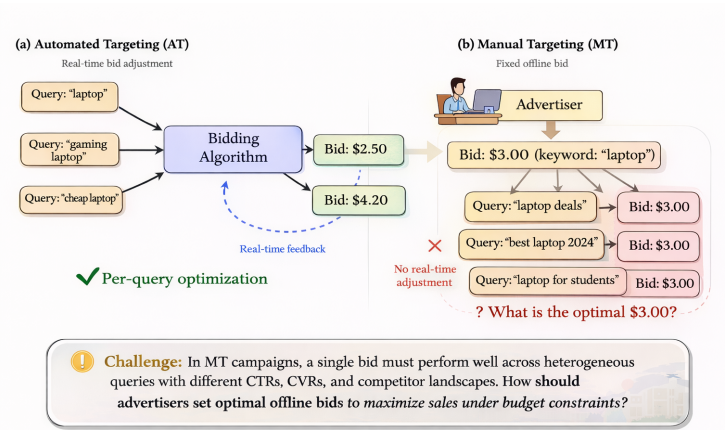 (a) Automated Targeting (AT)
Real-time bid adjustment
Query: “laptop”
Query: “gaming
laptop”
Query: “cheap laptop”
Bidding
Algorithm
Bid: $2.50
Bid: $4.20
Real-time feedback
✓ Per-query optimization
(b) Manual Targeting (MT)
Fixed offline bid
Advertiser
Bid: $3.00 (keyword: “laptop”)
Query: “laptop deals”
Bid: $3.00
Query: “best laptop 2024”
Bid: $3.00
Query: “laptop for students”
Bid: $3.00
✕
No real-time
adjustment
? What is the optimal $3.00?
! Challenge: In MT campaigns, a single bid must perform well across heterogeneous
queries with different CTRs, CVRs, and competitor landscapes. How should
advertisers set optimal offline bids to maximize sales under budget constraints?